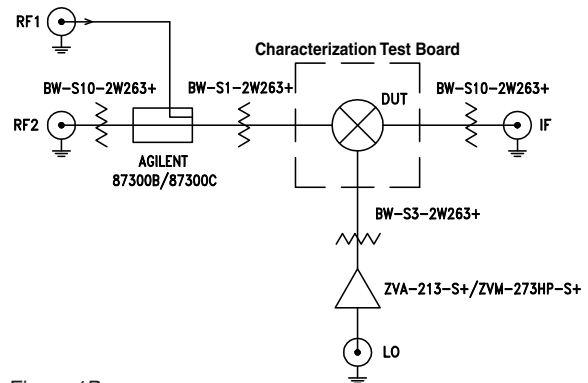 RF1
Characterization Test Board
BW-S10-2W263+
BW-S1-2W263+
DUT
BW-S10-2W263+
RF2
IF
AGILENT
87300B/87300C
BW-S3-2W263+
ZVA-213-S+/ZVM-273HP-S+
LO